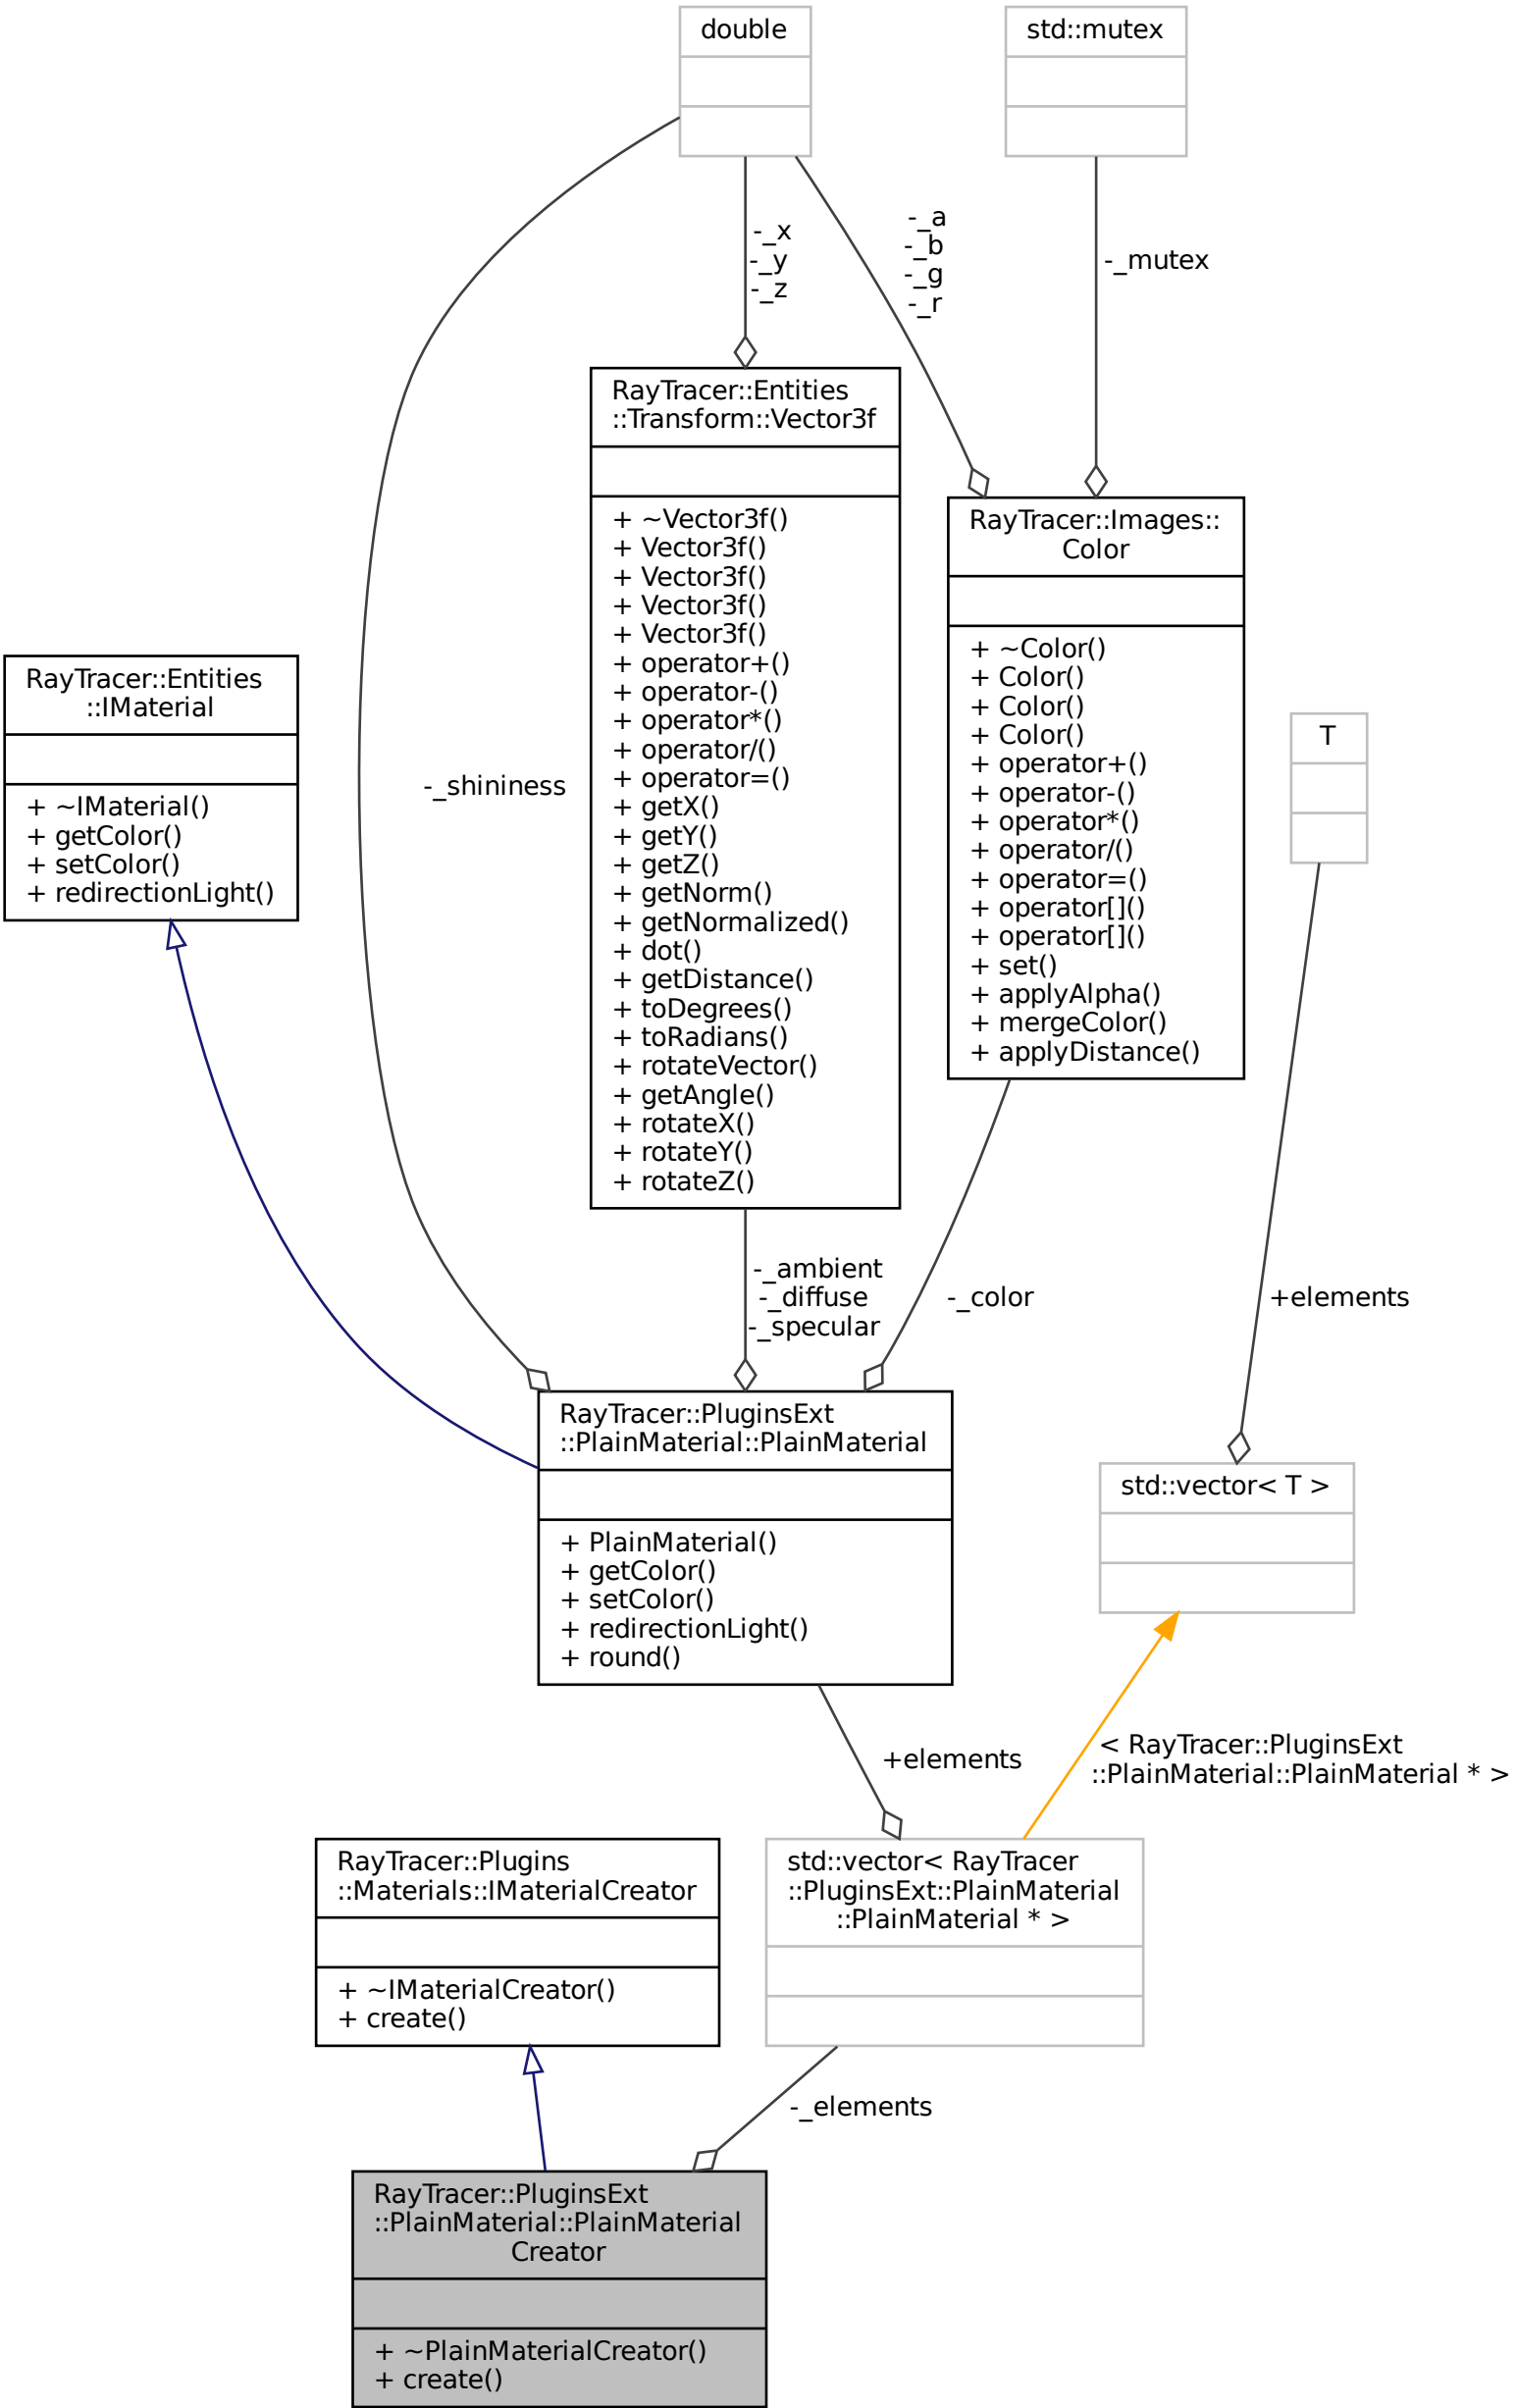 double
std::mutex
-_x
-_y
-_z
-_a
-_b
-_g
-_r
-_mutex
RayTracer::Entities
::Transform::Vector3f
+ ~Vector3f()
+ Vector3f()
+ Vector3f()
+ Vector3f()
+ Vector3f()
+ operator+()
+ operator-()
+ operator*()
+ operator/()
+ operator=()
+ getX()
+ getY()
+ getZ()
+ getNorm()
+ getNormalized()
+ dot()
+ getDistance()
+ toDegrees()
+ toRadians()
+ rotateVector()
+ getAngle()
+ rotateX()
+ rotateY()
+ rotateZ()
RayTracer::Images::
Color
+ ~Color()
+ Color()
+ Color()
+ Color()
+ operator+()
+ operator-()
+ operator*()
+ operator/()
+ operator=()
+ operator[]()
+ operator[]()
+ set()
+ applyAlpha()
+ mergeColor()
+ applyDistance()
RayTracer::Entities
::IMaterial
+ ~IMaterial()
+ getColor()
+ setColor()
+ redirectionLight()
-_shininess
T
-_ambient
-_diffuse
-_specular
-_color
+elements
RayTracer::PluginsExt
::PlainMaterial::PlainMaterial
+ PlainMaterial()
+ getColor()
+ setColor()
+ redirectionLight()
+ round()
std::vector< T >
+elements
< RayTracer::PluginsExt
::PlainMaterial::PlainMaterial * >
RayTracer::Plugins
::Materials::IMaterialCreator
+ ~IMaterialCreator()
+ create()
std::vector< RayTracer
::PluginsExt::PlainMaterial
::PlainMaterial * >
-_elements
RayTracer::PluginsExt
::PlainMaterial::PlainMaterial
Creator
+ ~PlainMaterialCreator()
+ create()